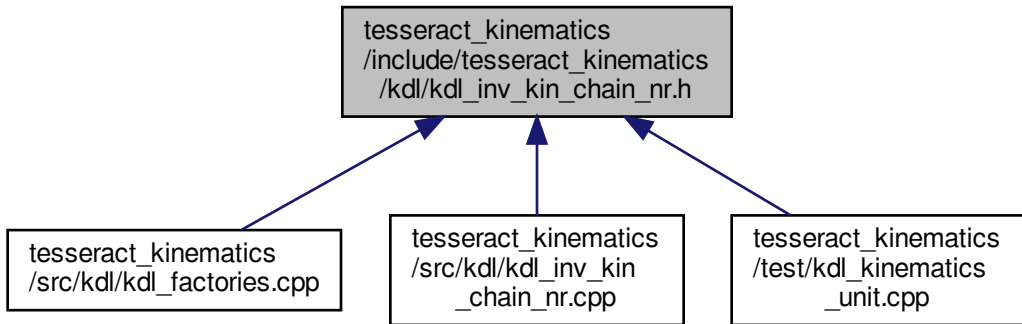 tesseract_kinematics
/include/tesseract_kinematics
/kdl/kdl_inv_kin_chain_nr.h
tesseract_kinematics
/src/kdl/kdl_factories.cpp
tesseract_kinematics
/src/kdl/kdl_inv_kin
_chain_nr.cpp
tesseract_kinematics
/test/kdl_kinematics
_unit.cpp